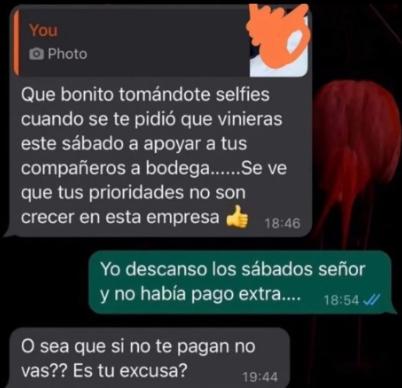 You
Photo
Que bonito tomándote selfies
cuando se te pidió que vinieras
este sábado a apoyar a tus
compañeros a bodega......Se ve
que tus prioridades no son
crecer en esta empresa 👍
18:46
Yo descanso los sábados señor
y no había pago extra....
18:54
O sea que si no te pagan no
vas?? Es tu excusa?
19:44